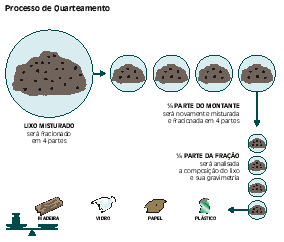 Processo de Quarteamento
LIXO MISTURADO
será fracionado
em 4 partes
¼ PARTE DO MONTANTE
será novamente misturada
e fracionada em 4 partes
¼ PARTE DA FRAÇÃO
será analisada
a composição do lixo
e sua gravimetria
MADEIRA
VIDRO
PAPEL
PLÁSTICO